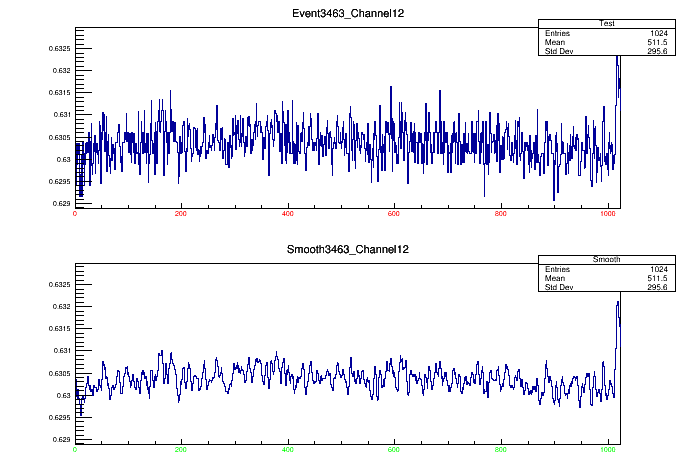 Event3463_Channel12
Test
Entries 1024
Mean 511.5
Std Dev 295.6
0.6325
0.632
0.6315
0.631
0.6305
0.63
0.6295
0.629
0 200 400 600 800 1000
Smooth3463_Channel12
Smooth
Entries 1024
Mean 511.5
Std Dev 295.6
0.6325
0.632
0.6315
0.631
0.6305
0.63
0.6295
0.629
0 200 400 600 800 1000